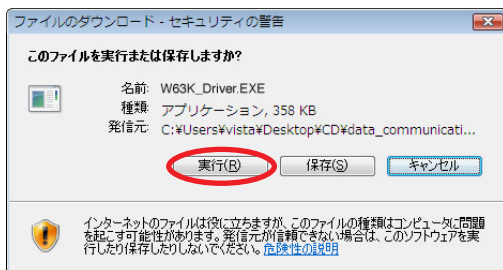 ファイルのダウンロード - セキュリティの警告
このファイルを実行または保存しますか?
名前: W63K_Driver.EXE
種類: アプリケーション, 358 KB
発信元: C:¥Users¥vista¥Desktop¥CD¥data_communicati...
実行(R) 保存(S) キャンセル
インターネットのファイルは役に立ちますが、このファイルの種類はコンピュータに問題
を起こす可能性があります。発信元が信頼できない場合は、このソフトウェアを実
行したり保存したりしないでください。危険性の説明